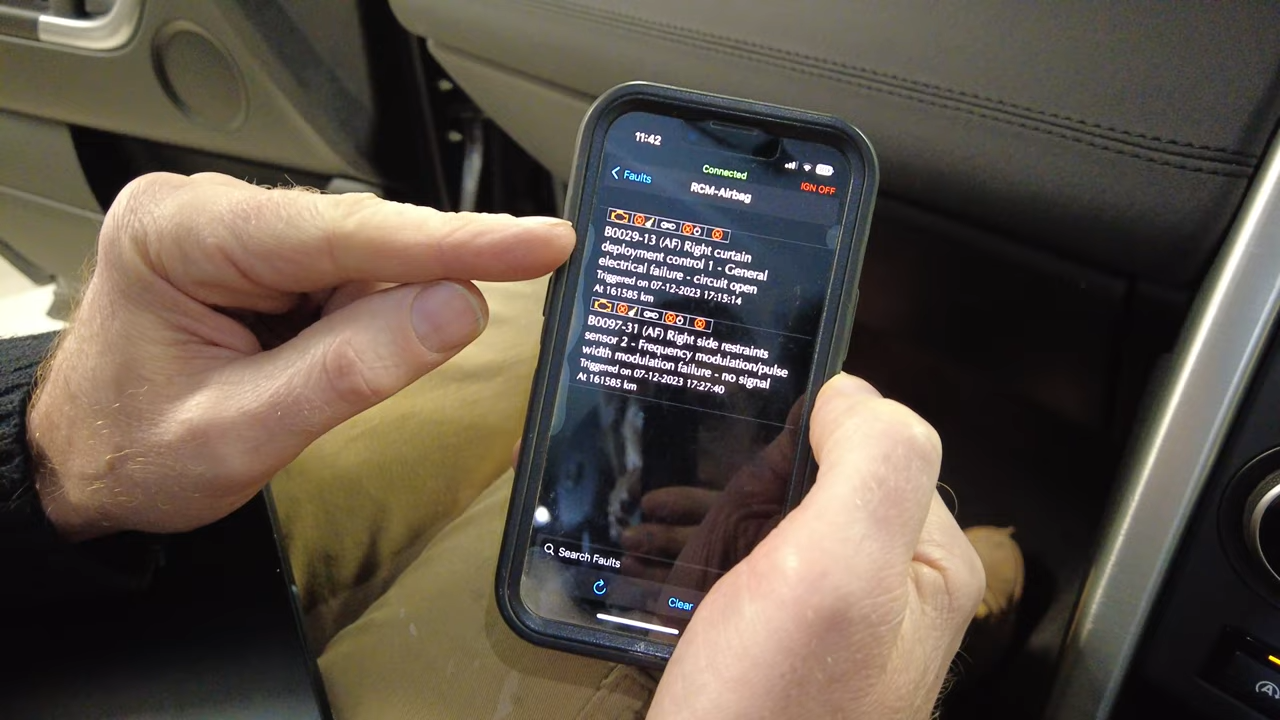 11:42
Connected
Faults
RCM-Airbag
IGN OFF
B0029-13 (AF) Right curtain
deployment control 1 - General
electrical failure - circuit open
Triggered on 07-12-2023 17:15:14
At 161585 km
B0097-31 (AF) Right side restraints
sensor 2 - Frequency modulation/pulse
width modulation failure - no signal
Triggered on 07-12-2023 17:27:40
At 161585 km
Search Faults
Clear
A